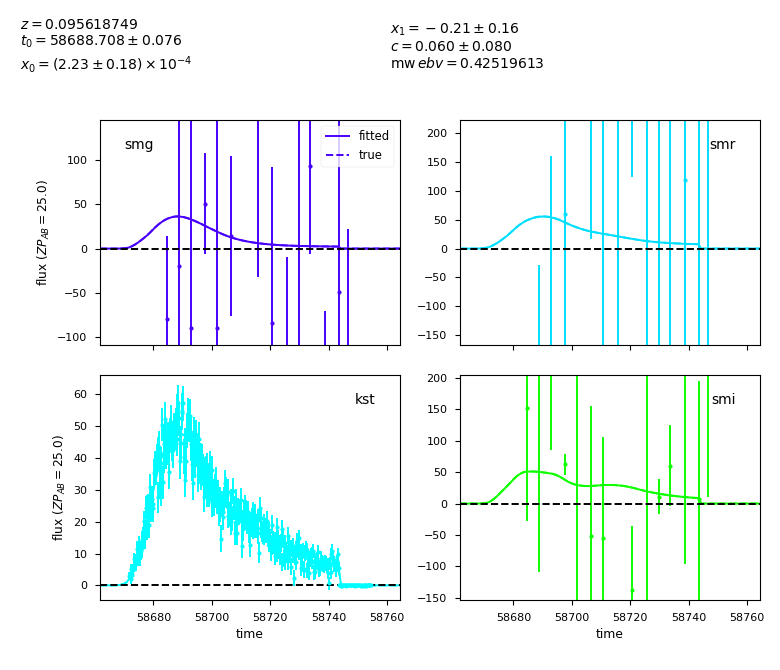 z = 0.095618749
t₀ = 58688.708 ± 0.076
x₀ = (2.23 ± 0.18) × 10⁻⁴
x₁ = −0.21 ± 0.16
c = 0.060 ± 0.080
mw ebv = 0.42519613
smg
fitted
true
100
50
0
−50
−100
flux (ZP_AB = 25.0)
smr
200
150
100
50
0
−50
−100
−150
kst
60
50
40
30
20
10
0
flux (ZP_AB = 25.0)
58680 58700 58720 58740 58760
time
smi
200
150
100
50
0
−50
−100
−150
58680 58700 58720 58740 58760
time